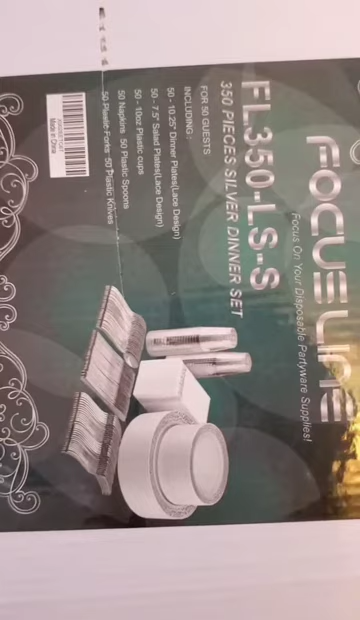 FOCUSLINE
Focus On Your Disposable Partyware Supplies!
FL350-LS-S
350 PIECES SILVER DINNER SET
FOR 50 GUESTS
INCLUDING :
50 - 10.25" Dinner Plates(Lace Design)
50 - 7.5" Salad Plates(Lace Design)
50 - 10oz Plastic cups
50 Napkins 50 Plastic Spoons
50 Plastic Forks 50 Plastic Knives
Made in China